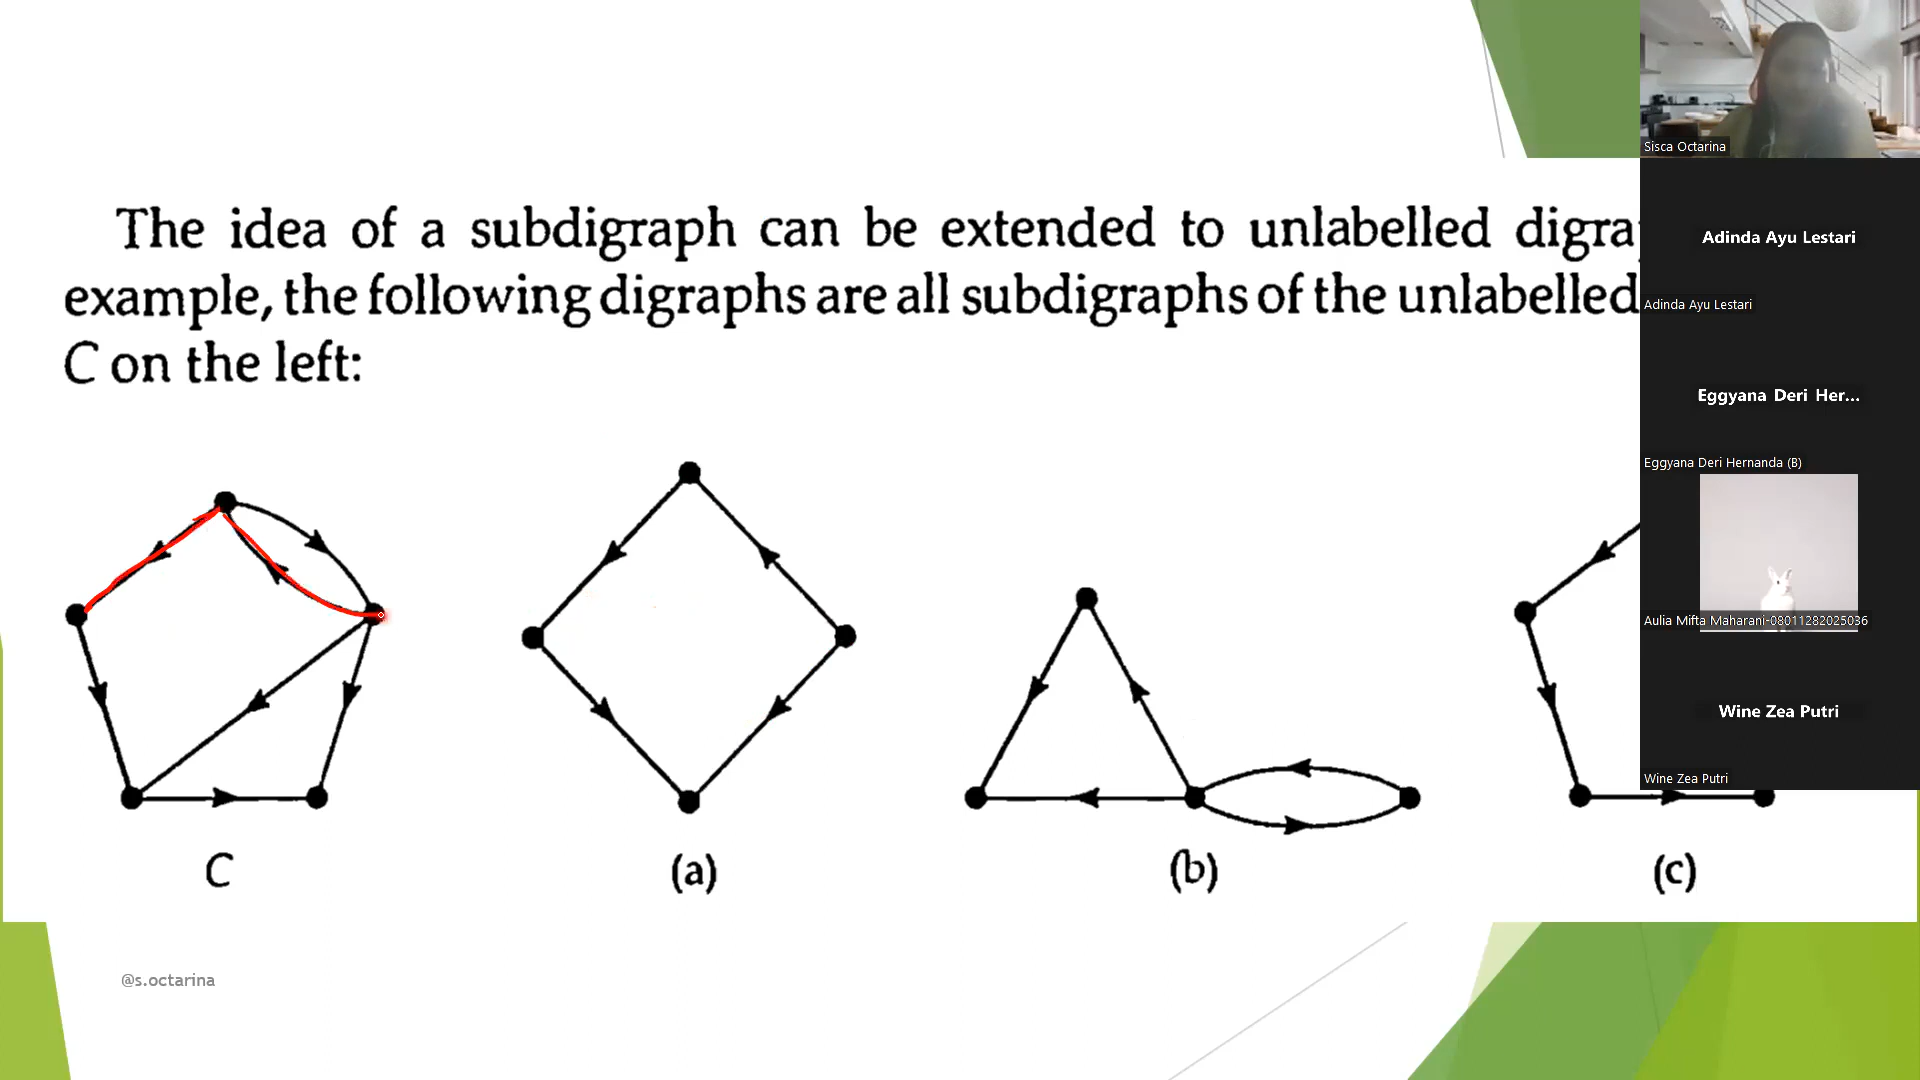 The idea of a subdigraph can be extended to unlabelled
example, the following digraphs are all subdigraphs of the unlabelled
C on the left:
C
(a)
(b)
(c)
@s.octarina
Sisca Octarina
Adinda Ayu Lestari
Adinda Ayu Lestari
Eggyana Deri Her...
Eggyana Deri Hernanda (B)
Aulia Mifta Maharani-08011282025036
Wine Zea Putri
Wine Zea Putri